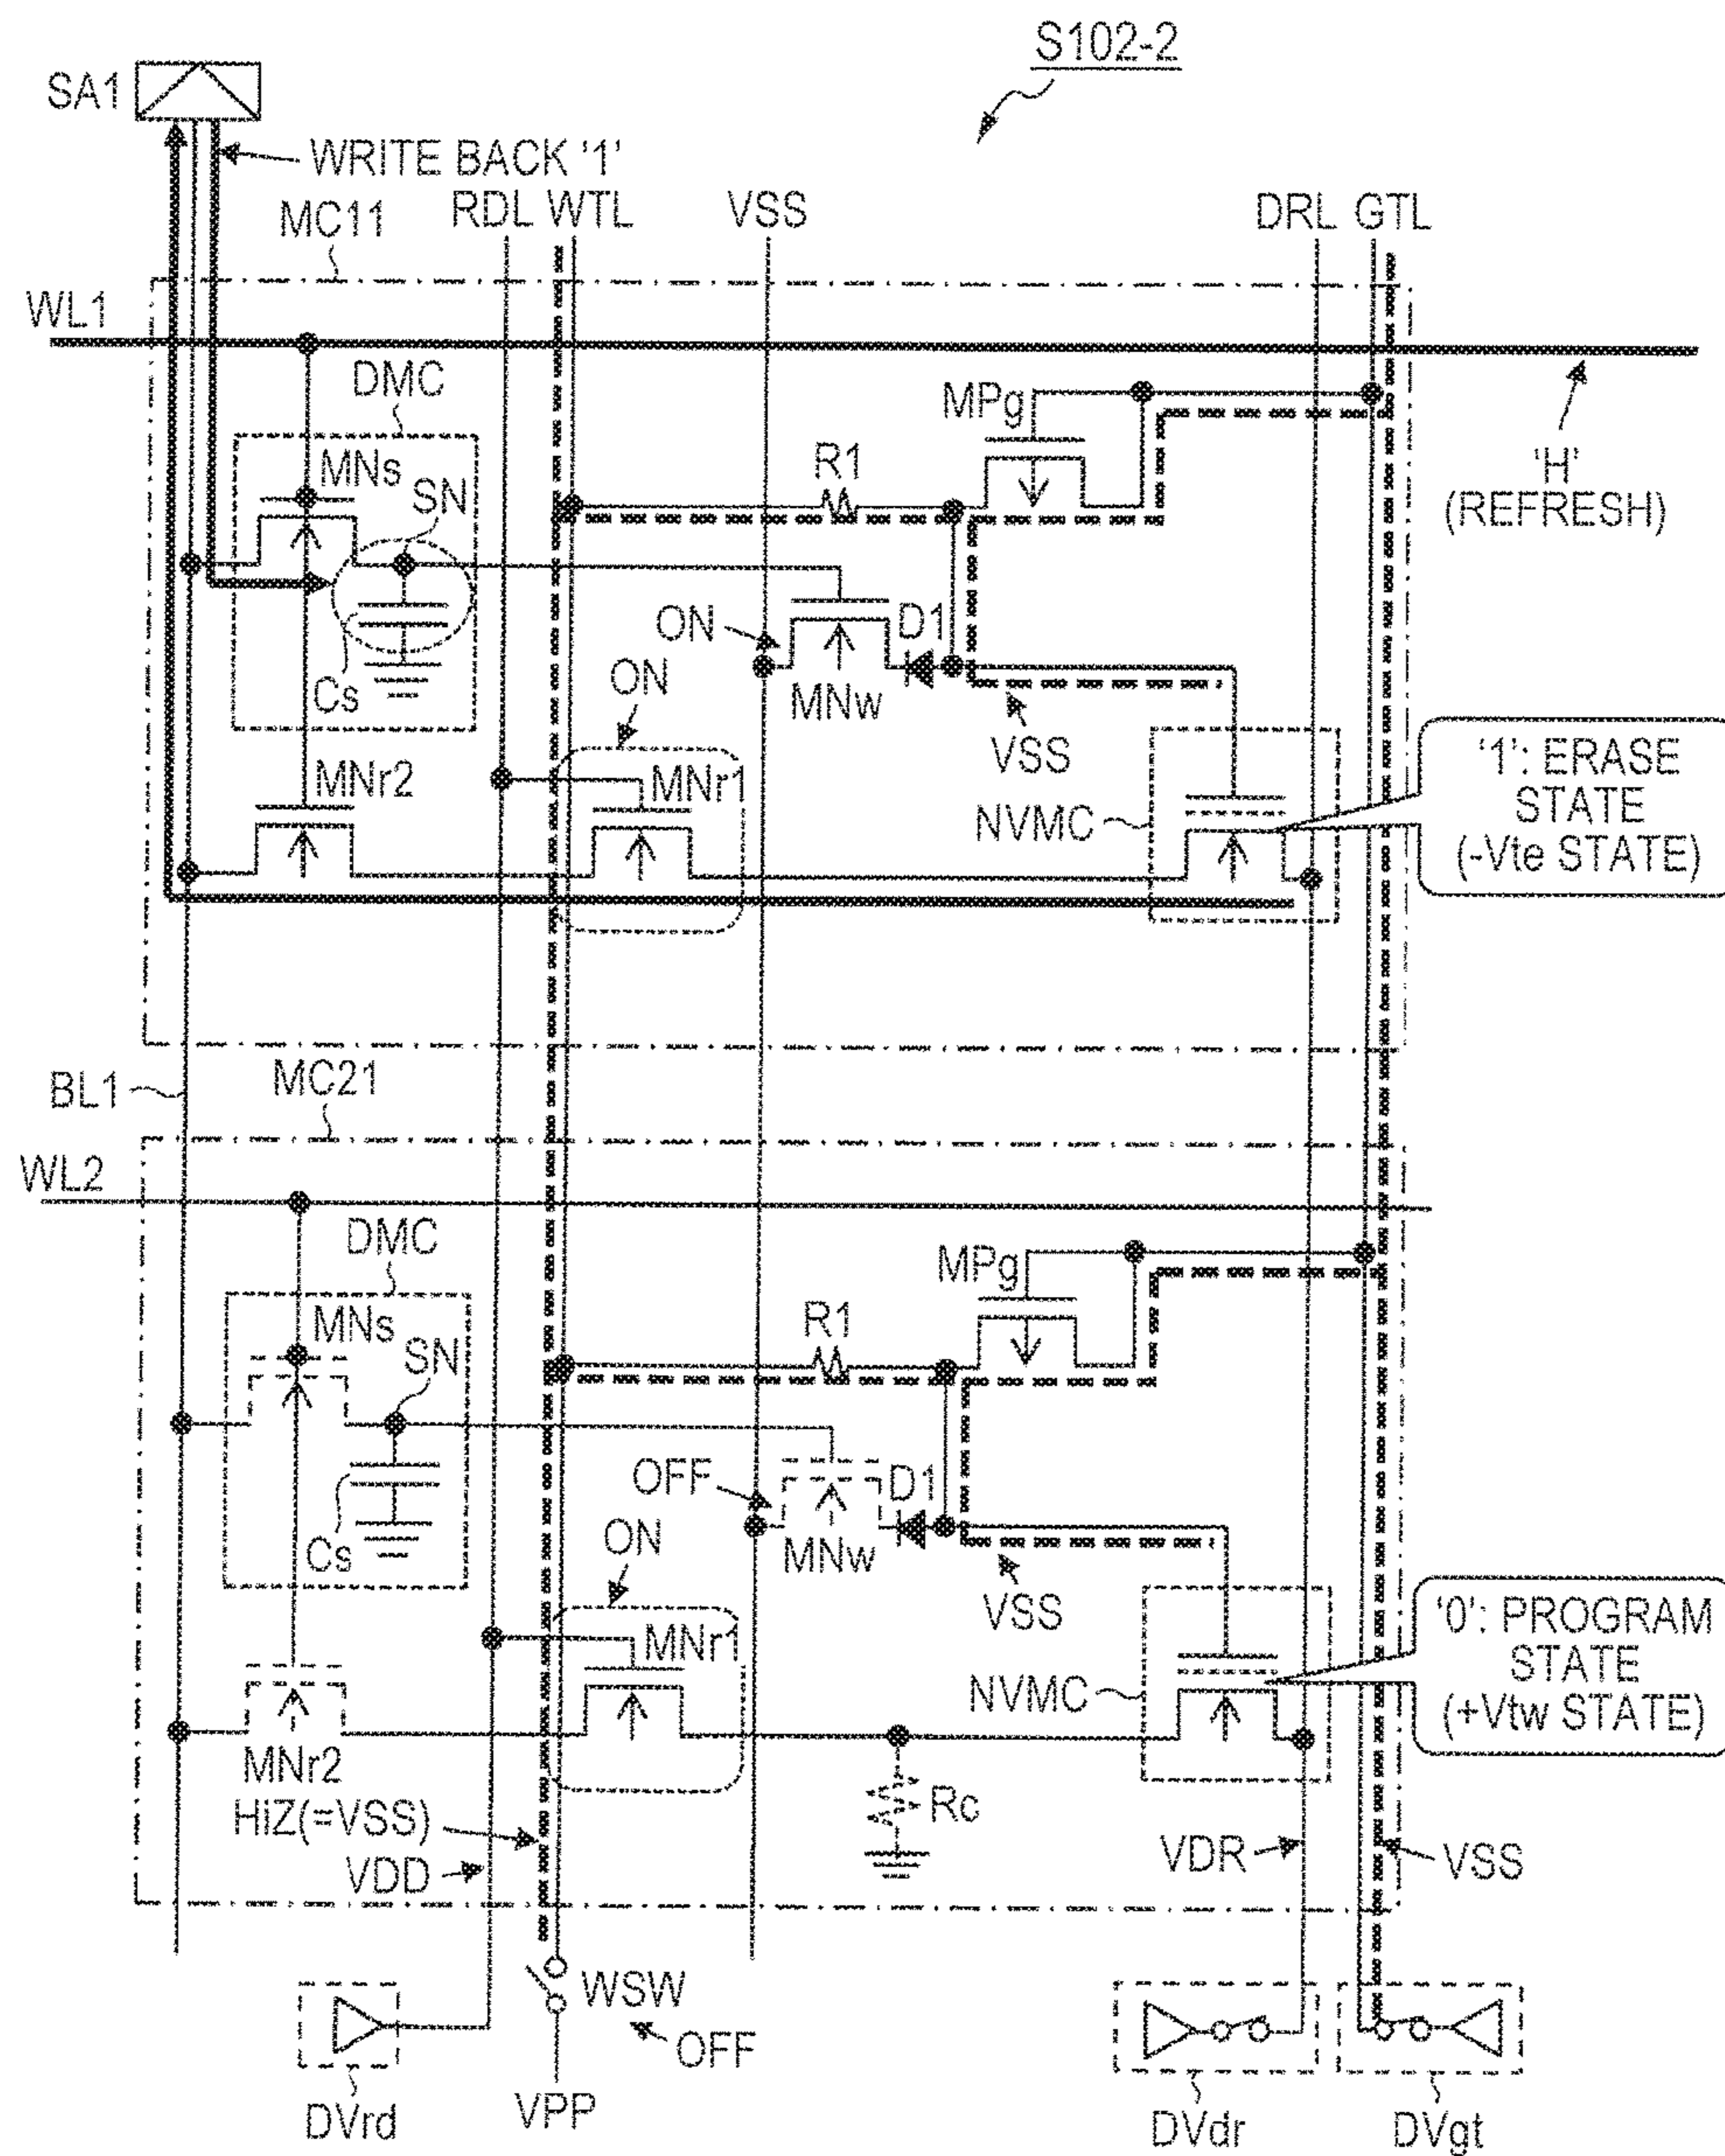 S102-2
SA1
WRITE BACK '1'
MC11
RDL
WTL
VSS
DRL
GTL
WL1
DMC
MNs
SN
MPg
R1
'H'
(REFRESH)
ON
D1
MNw
Cs
ON
VSS
MNr2
MNr1
NVMC
'1': ERASE
STATE
(-Vte STATE)
BL1
MC21
WL2
DMC
MNs
SN
MPg
R1
OFF
D1
MNw
Cs
ON
VSS
MNr1
NVMC
'0': PROGRAM
STATE
(+Vtw STATE)
MNr2
HiZ(=VSS)
VDD
Rc
VDR
VSS
WSW
OFF
DVrd
VPP
DVdr
DVgt